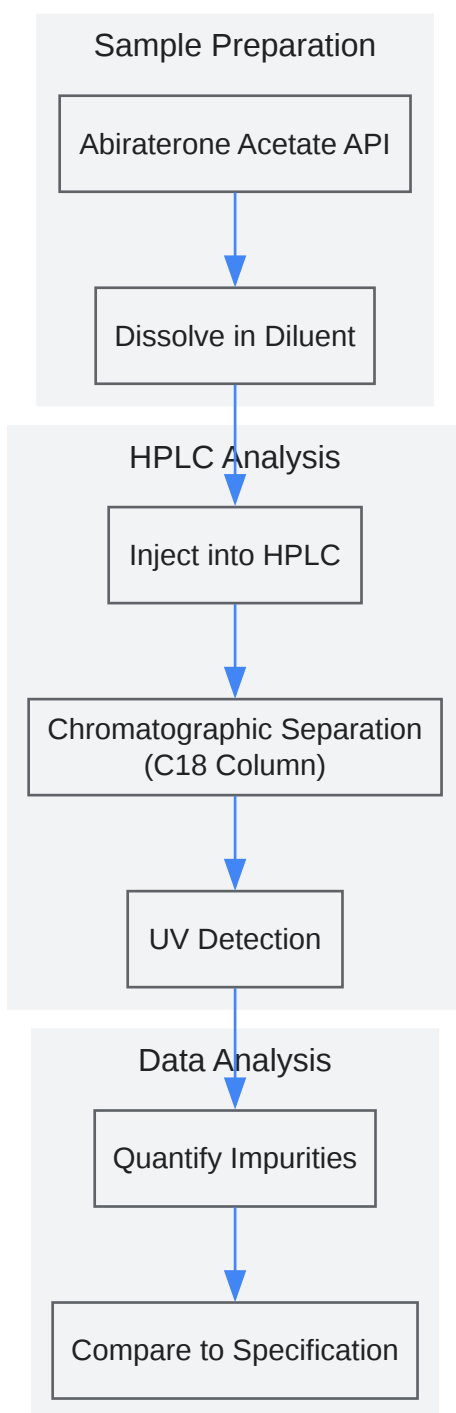 Sample Preparation
Abiraterone Acetate API
Dissolve in Diluent
HPLC Analysis
Inject into HPLC
Chromatographic Separation
(C18 Column)
UV Detection
Data Analysis
Quantify Impurities
Compare to Specification